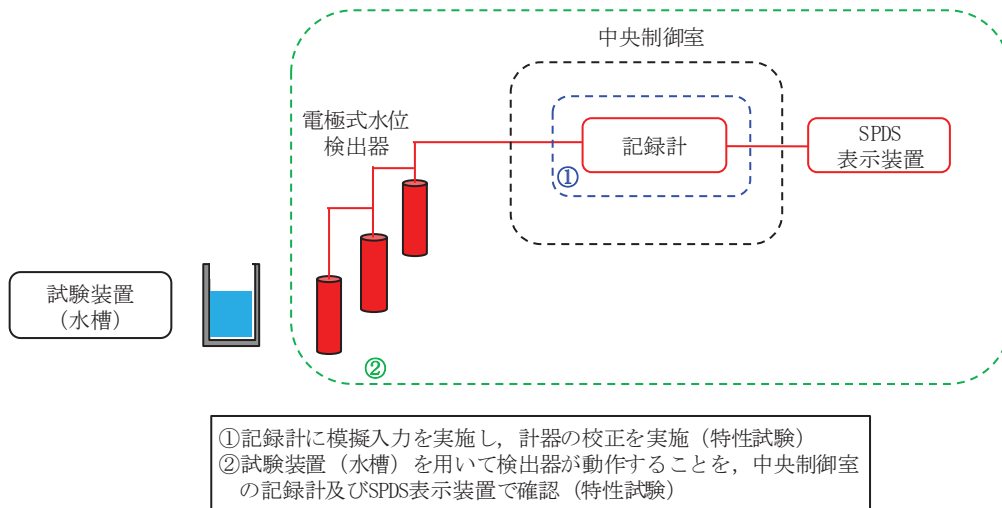 中央制御室
電極式水位
検出器
記録計
SPDS
表示装置
①
試験装置
（水槽）
②
①記録計に模擬入力を実施し，計器の校正を実施（特性試験）
②試験装置（水槽）を用いて検出器が動作することを，中央制御室
の記録計及びSPDS表示装置で確認（特性試験）